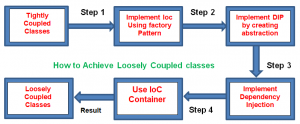 Tightly
Coupled
Classes
Step 1
Implement Ioc
Using factory
Pattern
Step 2
Implement DIP
by creating
abstraction
Step 3
How to Achieve Loosely Coupled classes
Loosely
Coupled
Classes
Result
Use IoC
Container
Step 4
Implement
Dependency
Injection